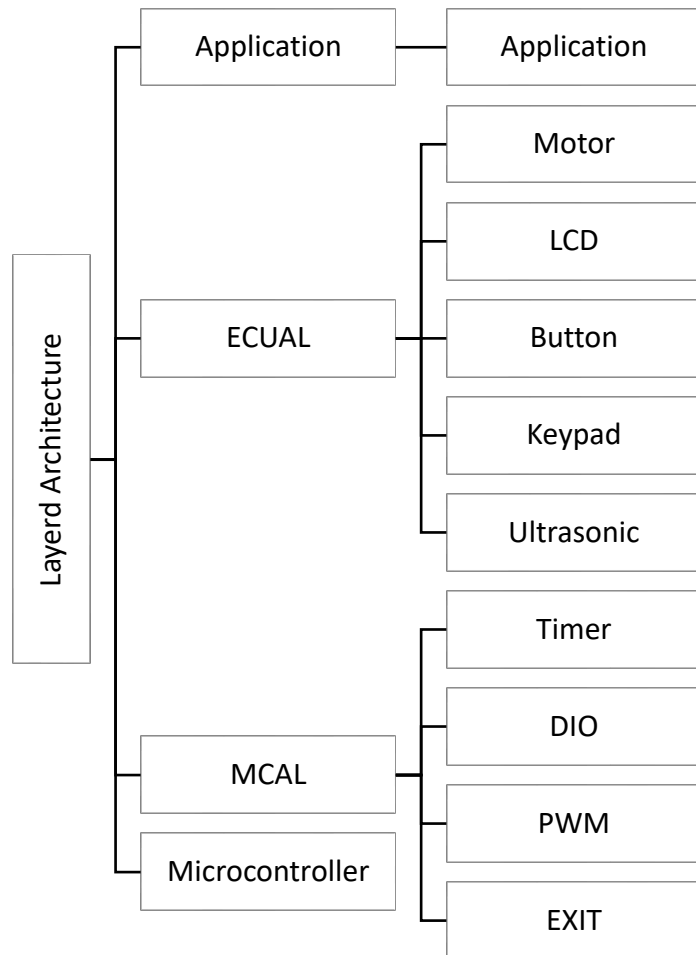 Layerd Architecture
Application
Application
ECUAL
Motor
LCD
Button
Keypad
Ultrasonic
MCAL
Timer
DIO
PWM
EXIT
Microcontroller